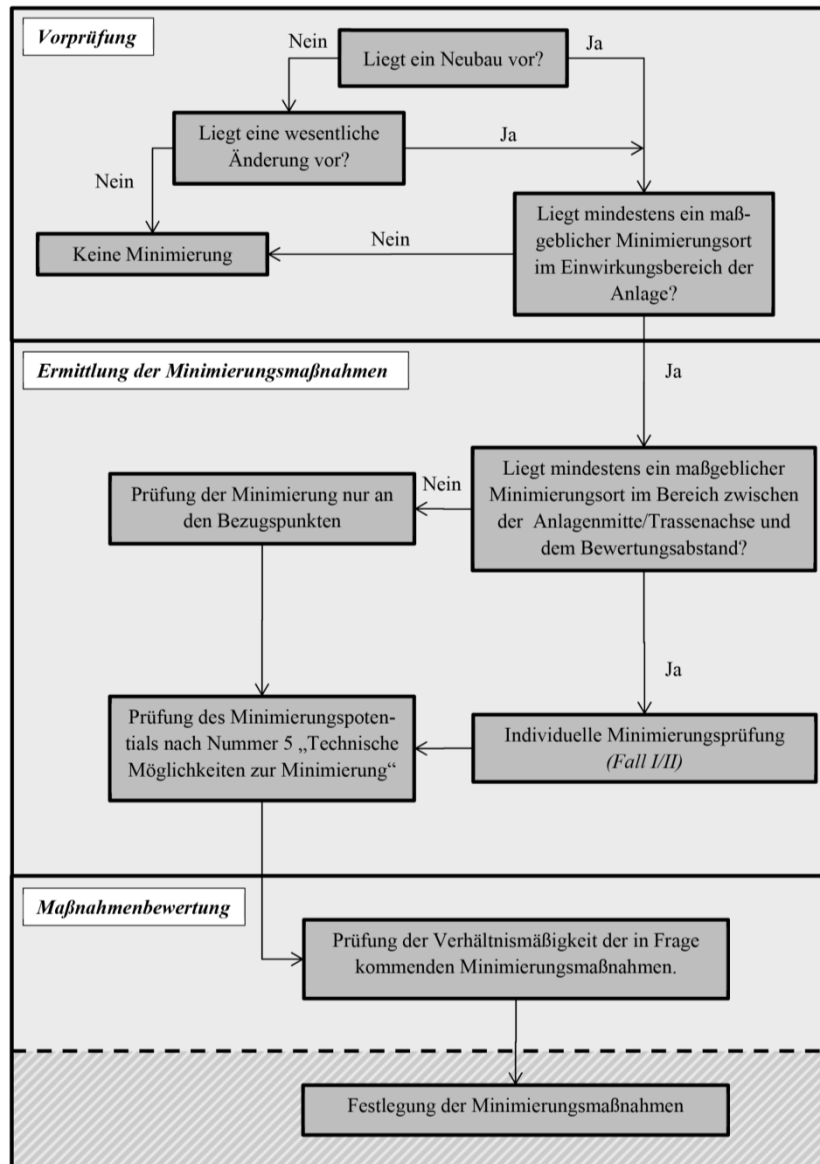 Vorprüfung
Nein
Liegt ein Neubau vor?
Ja
Liegt eine wesentliche
Änderung vor?
Ja
Nein
Liegt mindestens ein maß-
geblicher Minimierungsort
im Einwirkungsbereich der
Anlage?
Nein
Keine Minimierung
Ermittlung der Minimierungsmaßnahmen
Ja
Liegt mindestens ein maßgeblicher
Minimierungsort im Bereich zwischen
der Anlagenmitte/Trassenachse und
dem Bewertungsabstand?
Nein
Prüfung der Minimierung nur an
den Bezugspunkten
Ja
Individuelle Minimierungsprüfung
(Fall I/II)
Prüfung des Minimierungspoten-
tials nach Nummer 5 „Technische
Möglichkeiten zur Minimierung“
Maßnahmenbewertung
Prüfung der Verhältnismäßigkeit der in Frage
kommenden Minimierungsmaßnahmen.
Festlegung der Minimierungsmaßnahmen